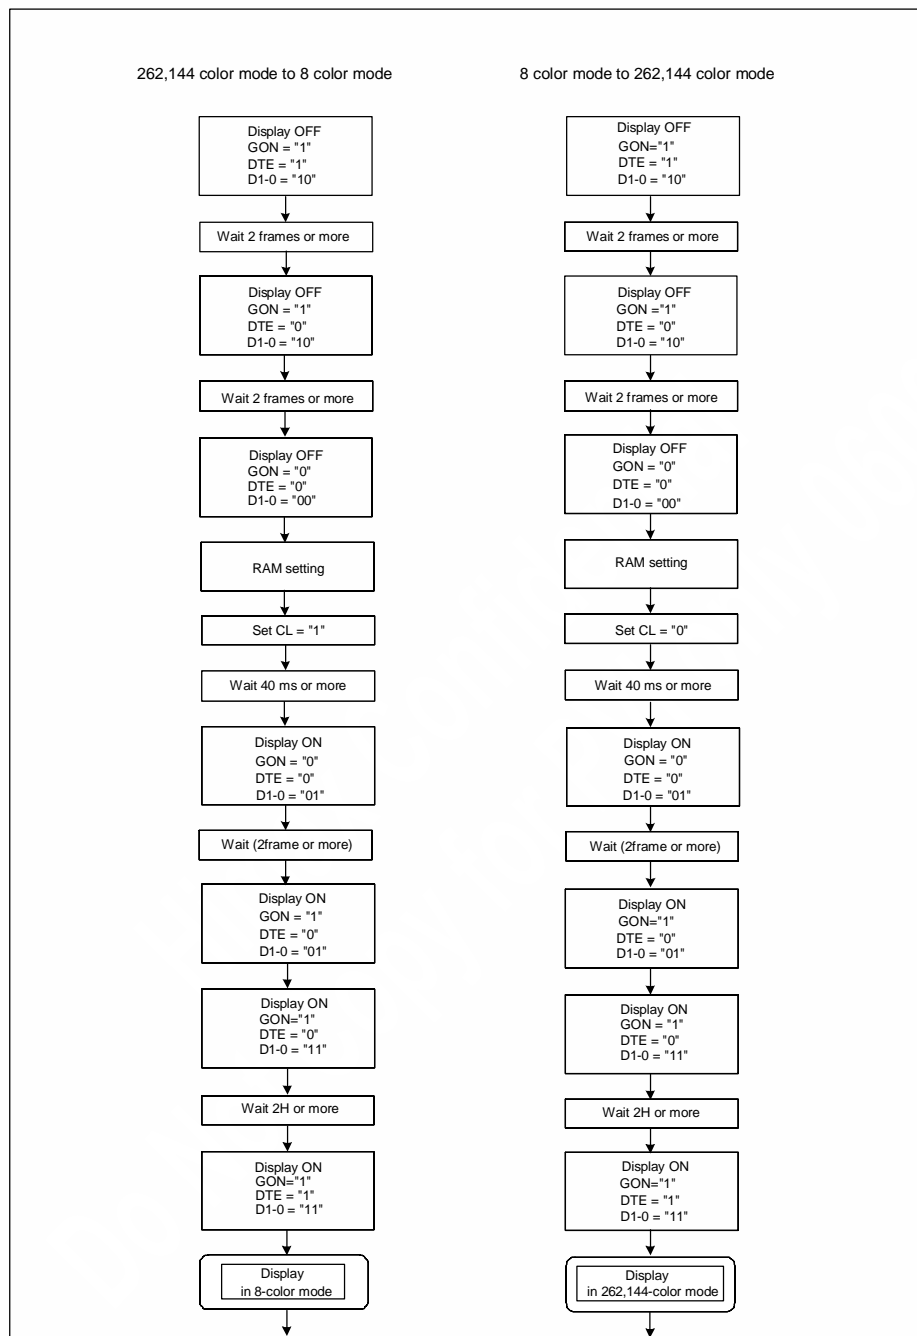 262,144 color mode to 8 color mode
Display OFF
GON = "1"
DTE = "1"
D1-0 = "10"
Wait 2 frames or more
Display OFF
GON = "1"
DTE = "0"
D1-0 = "10"
Wait 2 frames or more
Display OFF
GON = "0"
DTE = "0"
D1-0 = "00"
RAM setting
Set CL = "1"
Wait 40 ms or more
Display ON
GON = "0"
DTE = "0"
D1-0 = "01"
Wait (2frame or more)
Display ON
GON = "1"
DTE = "0"
D1-0 = "01"
Display ON
GON="1"
DTE = "0"
D1-0 = "11"
Wait 2H or more
Display ON
GON="1"
DTE = "1"
D1-0 = "11"
Display
in 8-color mode
8 color mode to 262,144 color mode
Display OFF
GON="1"
DTE = "1"
D1-0 = "10"
Wait 2 frames or more
Display OFF
GON = "1"
DTE = "0"
D1-0 = "10"
Wait 2 frames or more
Display OFF
GON = "0"
DTE = "0"
D1-0 = "00"
RAM setting
Set CL = "0"
Wait 40 ms or more
Display ON
GON = "0"
DTE = "0"
D1-0 = "01"
Wait (2frame or more)
Display ON
GON="1"
DTE = "0"
D1-0 = "01"
Display ON
GON = "1"
DTE = "0"
D1-0 = "11"
Wait 2H or more
Display ON
GON="1"
DTE = "1"
D1-0 = "11"
Display
in 262,144-color mode